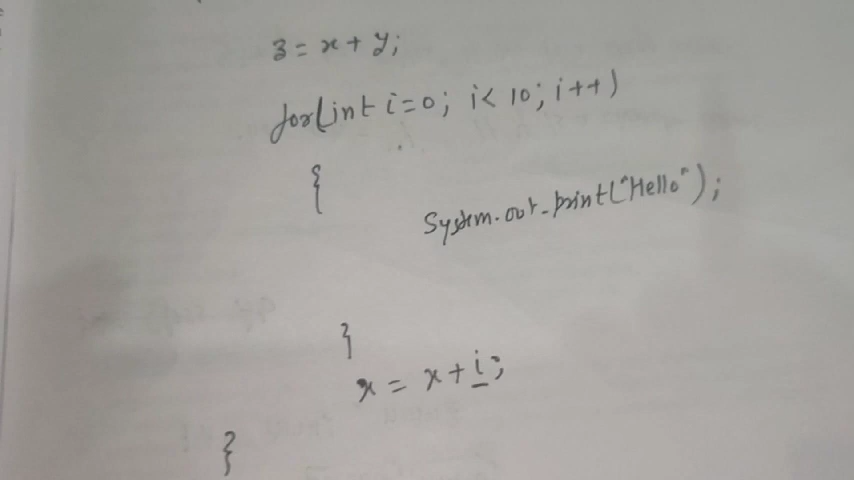 z = x + y;
for(int i=0; i< 10; i++)
{
System.out.print("Hello");
}
x = x + i;
}